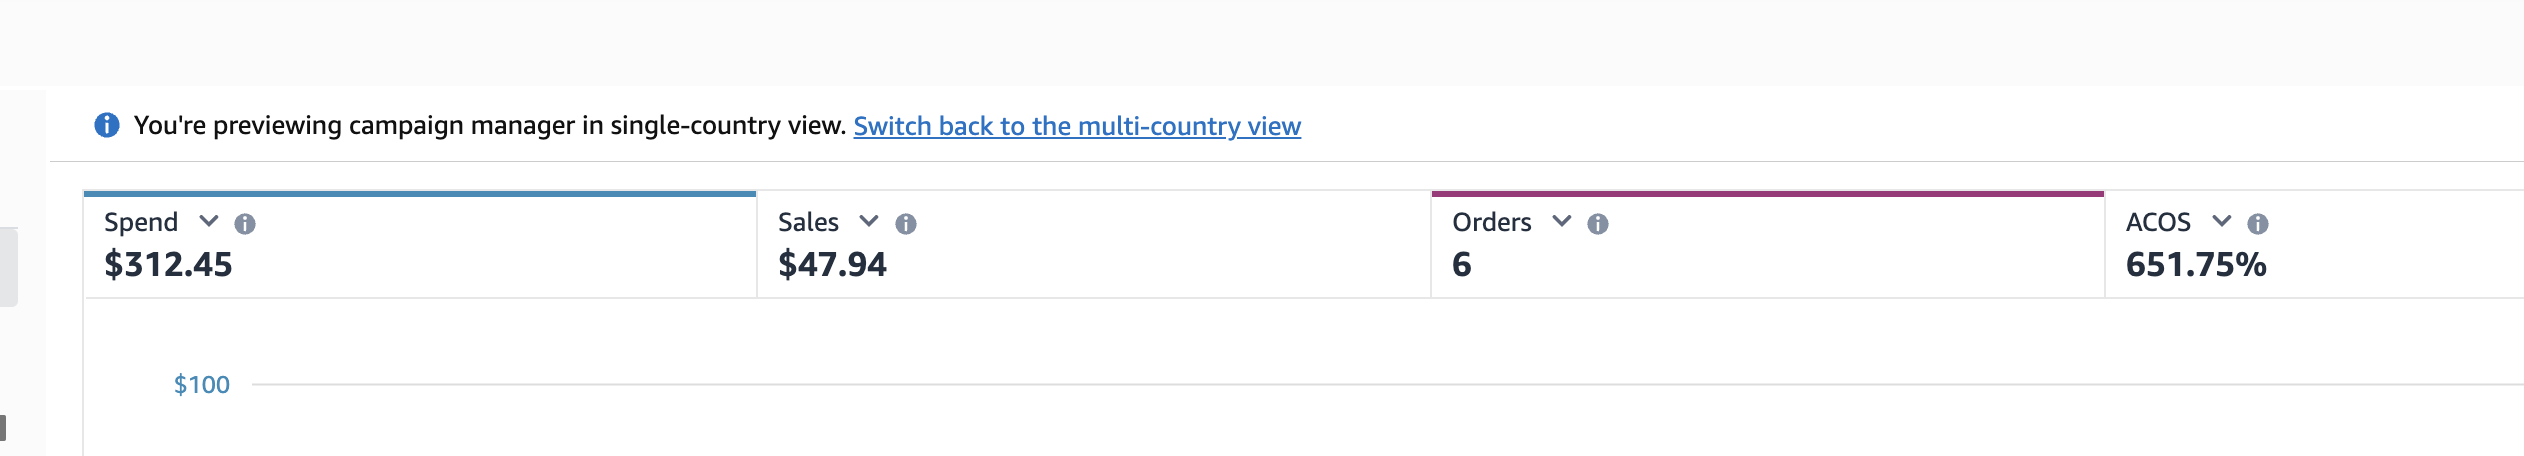 You're previewing campaign manager in single-country view. Switch back to the multi-country view
Spend
$312.45
Sales
$47.94
Orders
6
ACOS
651.75%
$100